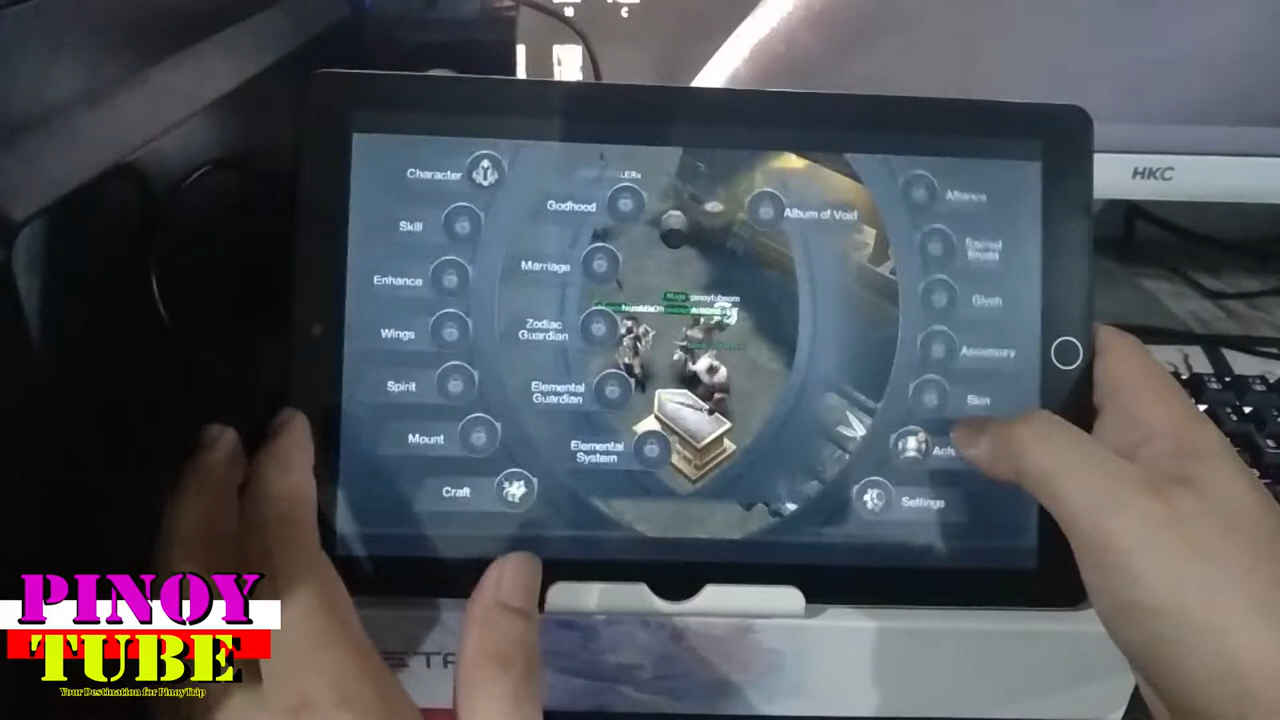 HKC
Character
Skill
Enhance
Wings
Spirit
Mount
Craft
Godhood
Marriage
Zodiac
Guardian
Elemental
Guardian
Elemental
System
Album of Void
Alliance
Glyph
Skin
Settings
PINOY
TUBE
Your Destination for PinoyTrip